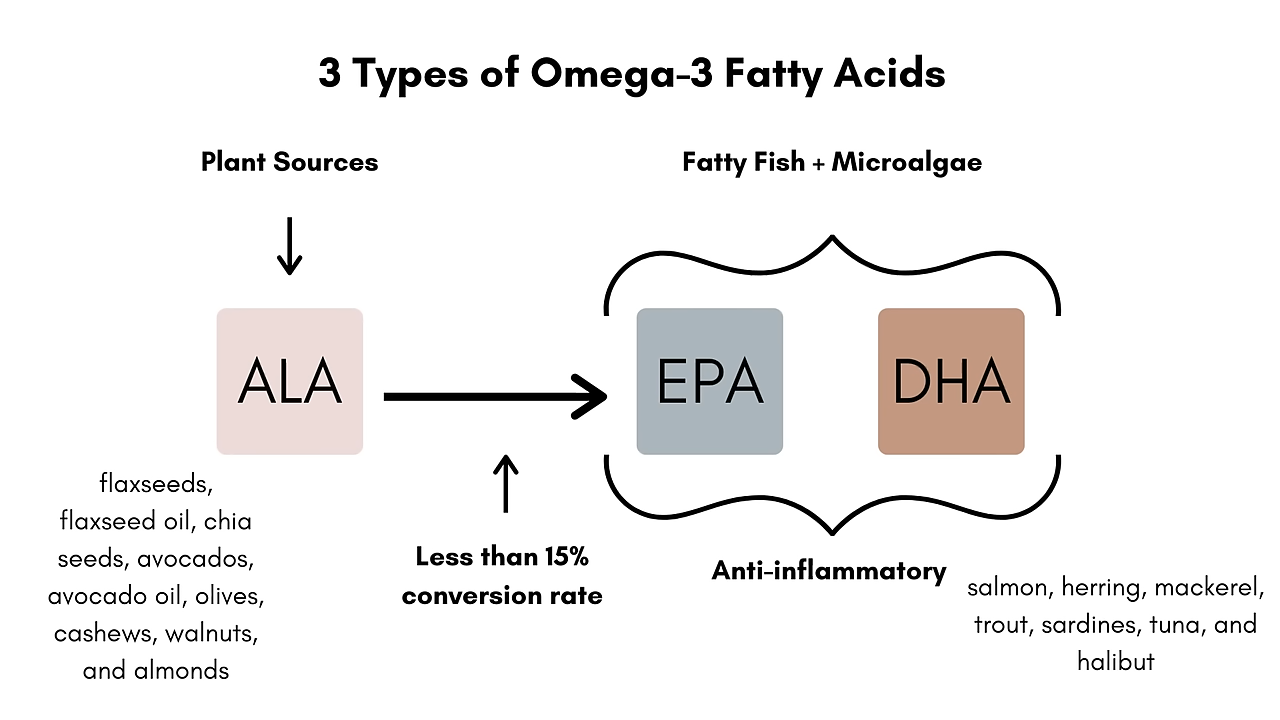 3 Types of Omega-3 Fatty Acids
Plant Sources
Fatty Fish + Microalgae
ALA
EPA
DHA
flaxseeds,
flaxseed oil, chia
seeds, avocados,
avocado oil, olives,
cashews, walnuts,
and almonds
Less than 15%
conversion rate
Anti-inflammatory
salmon, herring, mackerel,
trout, sardines, tuna, and
halibut